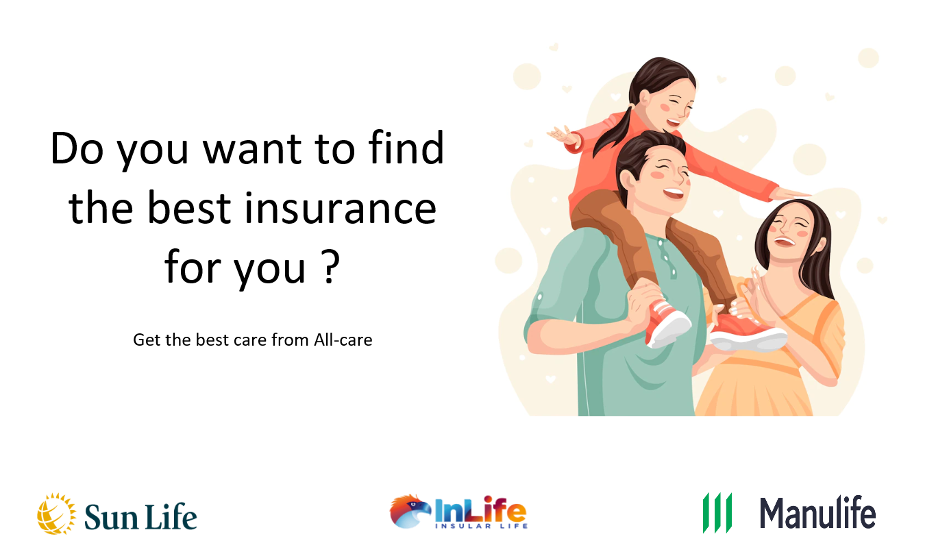 Do you want to find
the best insurance
for you ?
Get the best care from All-care
Sun Life
InLife
INSULAR LIFE
Manulife